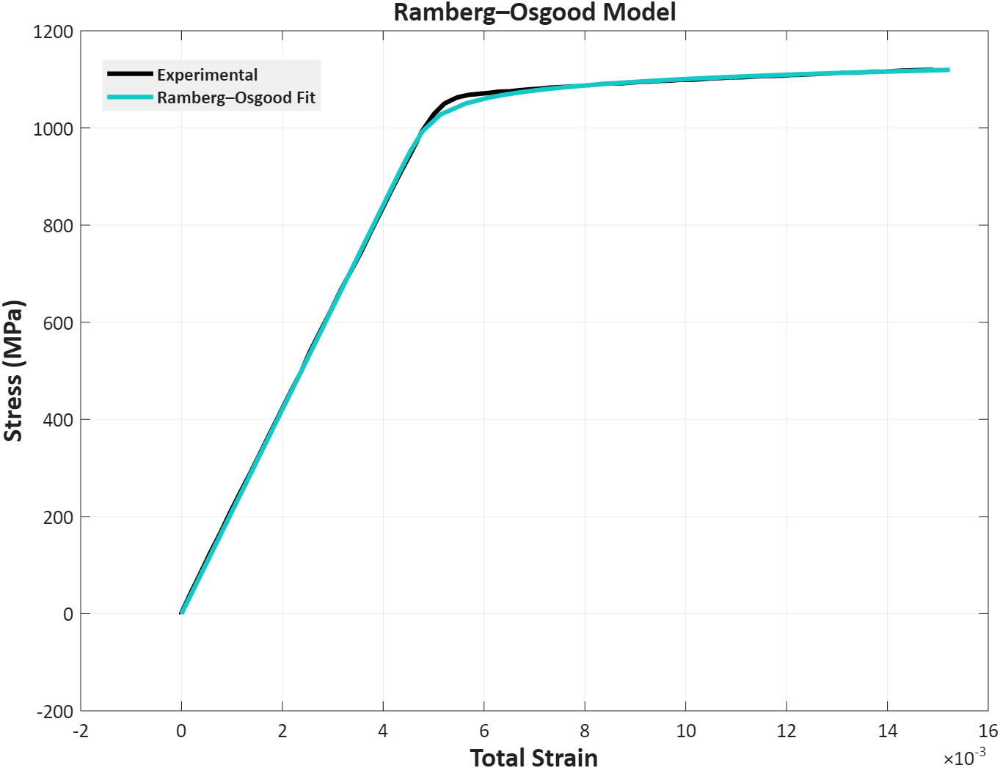 Ramberg–Osgood Model
1200
1000
800
600
400
200
0
-200
Experimental
Ramberg–Osgood Fit
Stress (MPa)
-2 0 2 4 6 8 10 12 14 16
Total Strain
×10-3